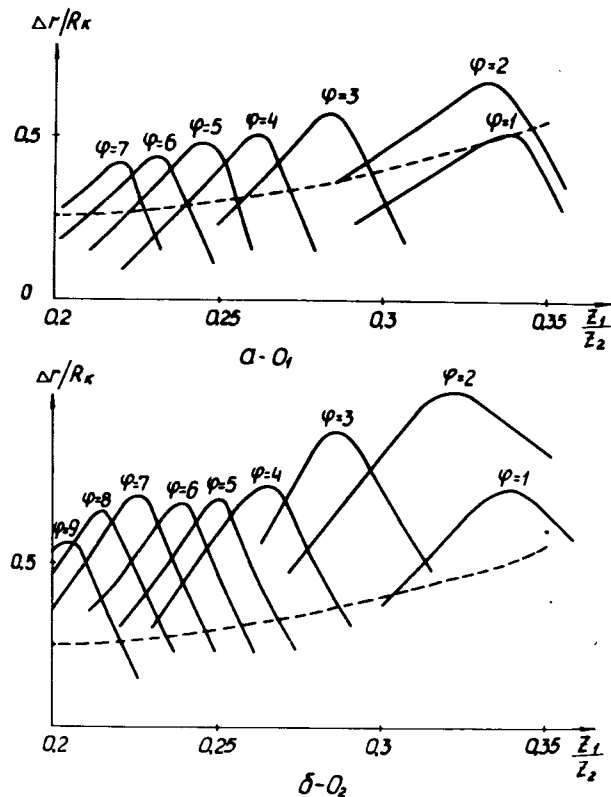 Δr/Rк
φ=2
φ=3
φ=1
φ=4
φ=5
φ=6
φ=7
0,5
0
0,2
0,25
0,3
0,35
z₁
z₂
а-О₁
Δr/Rк
φ=2
φ=3
φ=1
φ=4
φ=5
φ=6
φ=7
φ=8
φ=9
0,5
0,2
0,25
0,3
0,35
z₁
z₂
б-О₂